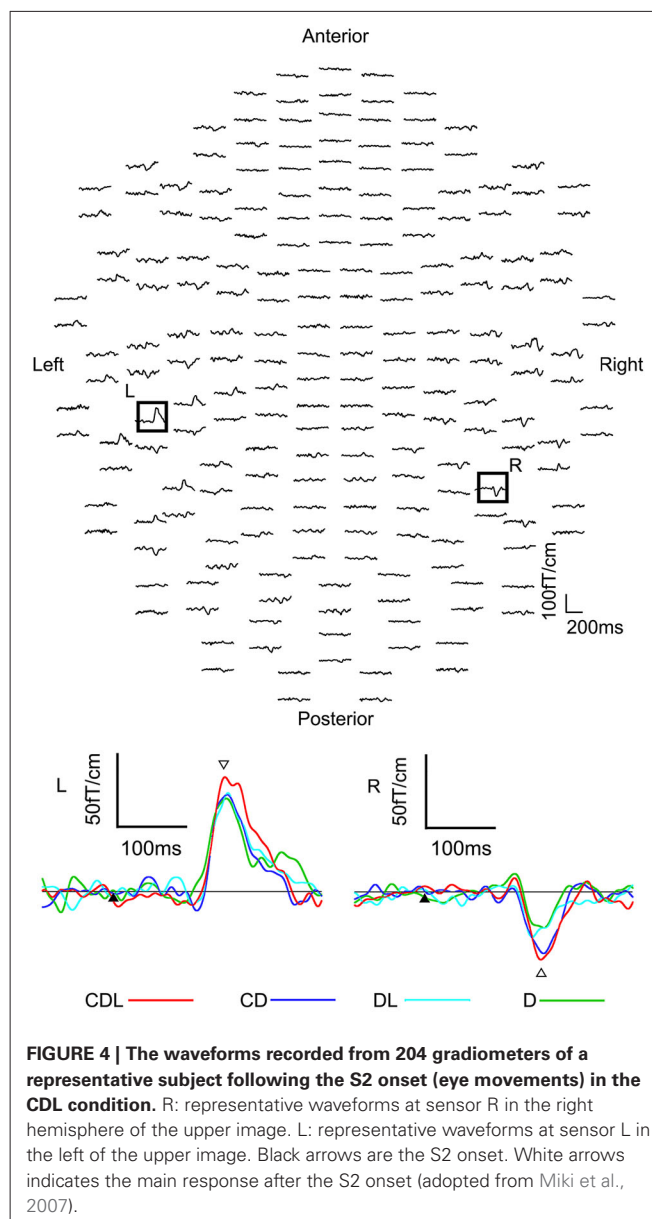 Anterior
Left
Right
L
R
100fT/cm
200ms
Posterior
L
50fT/cm
100ms
R
50fT/cm
100ms
CDL
CD
DL
D
FIGURE 4 | The waveforms recorded from 204 gradiometers of a
representative subject following the S2 onset (eye movements) in the
CDL condition. R: representative waveforms at sensor R in the right
hemisphere of the upper image. L: representative waveforms at sensor L in
the left of the upper image. Black arrows are the S2 onset. White arrows
indicates the main response after the S2 onset (adopted from Miki et al.,
2007).